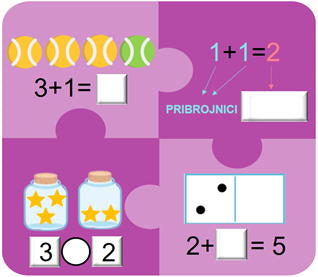 3+1=
1+1=2
PRIBROJNICI
3 2
2+ = 5